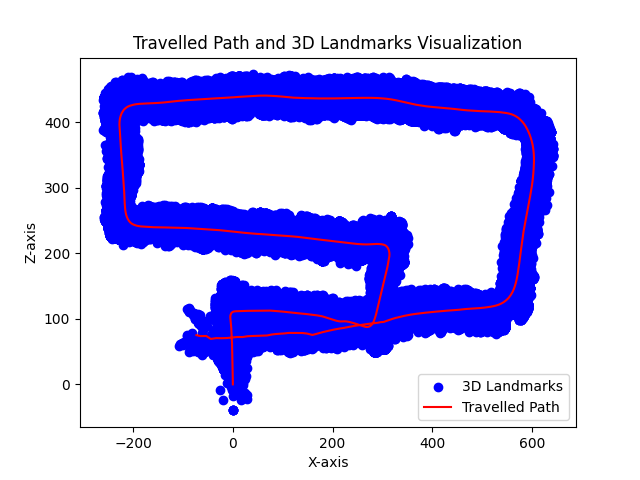 Travelled Path and 3D Landmarks Visualization
400
300
200
100
0
Z-axis
−200
0
200
400
600
X-axis
3D Landmarks
Travelled Path